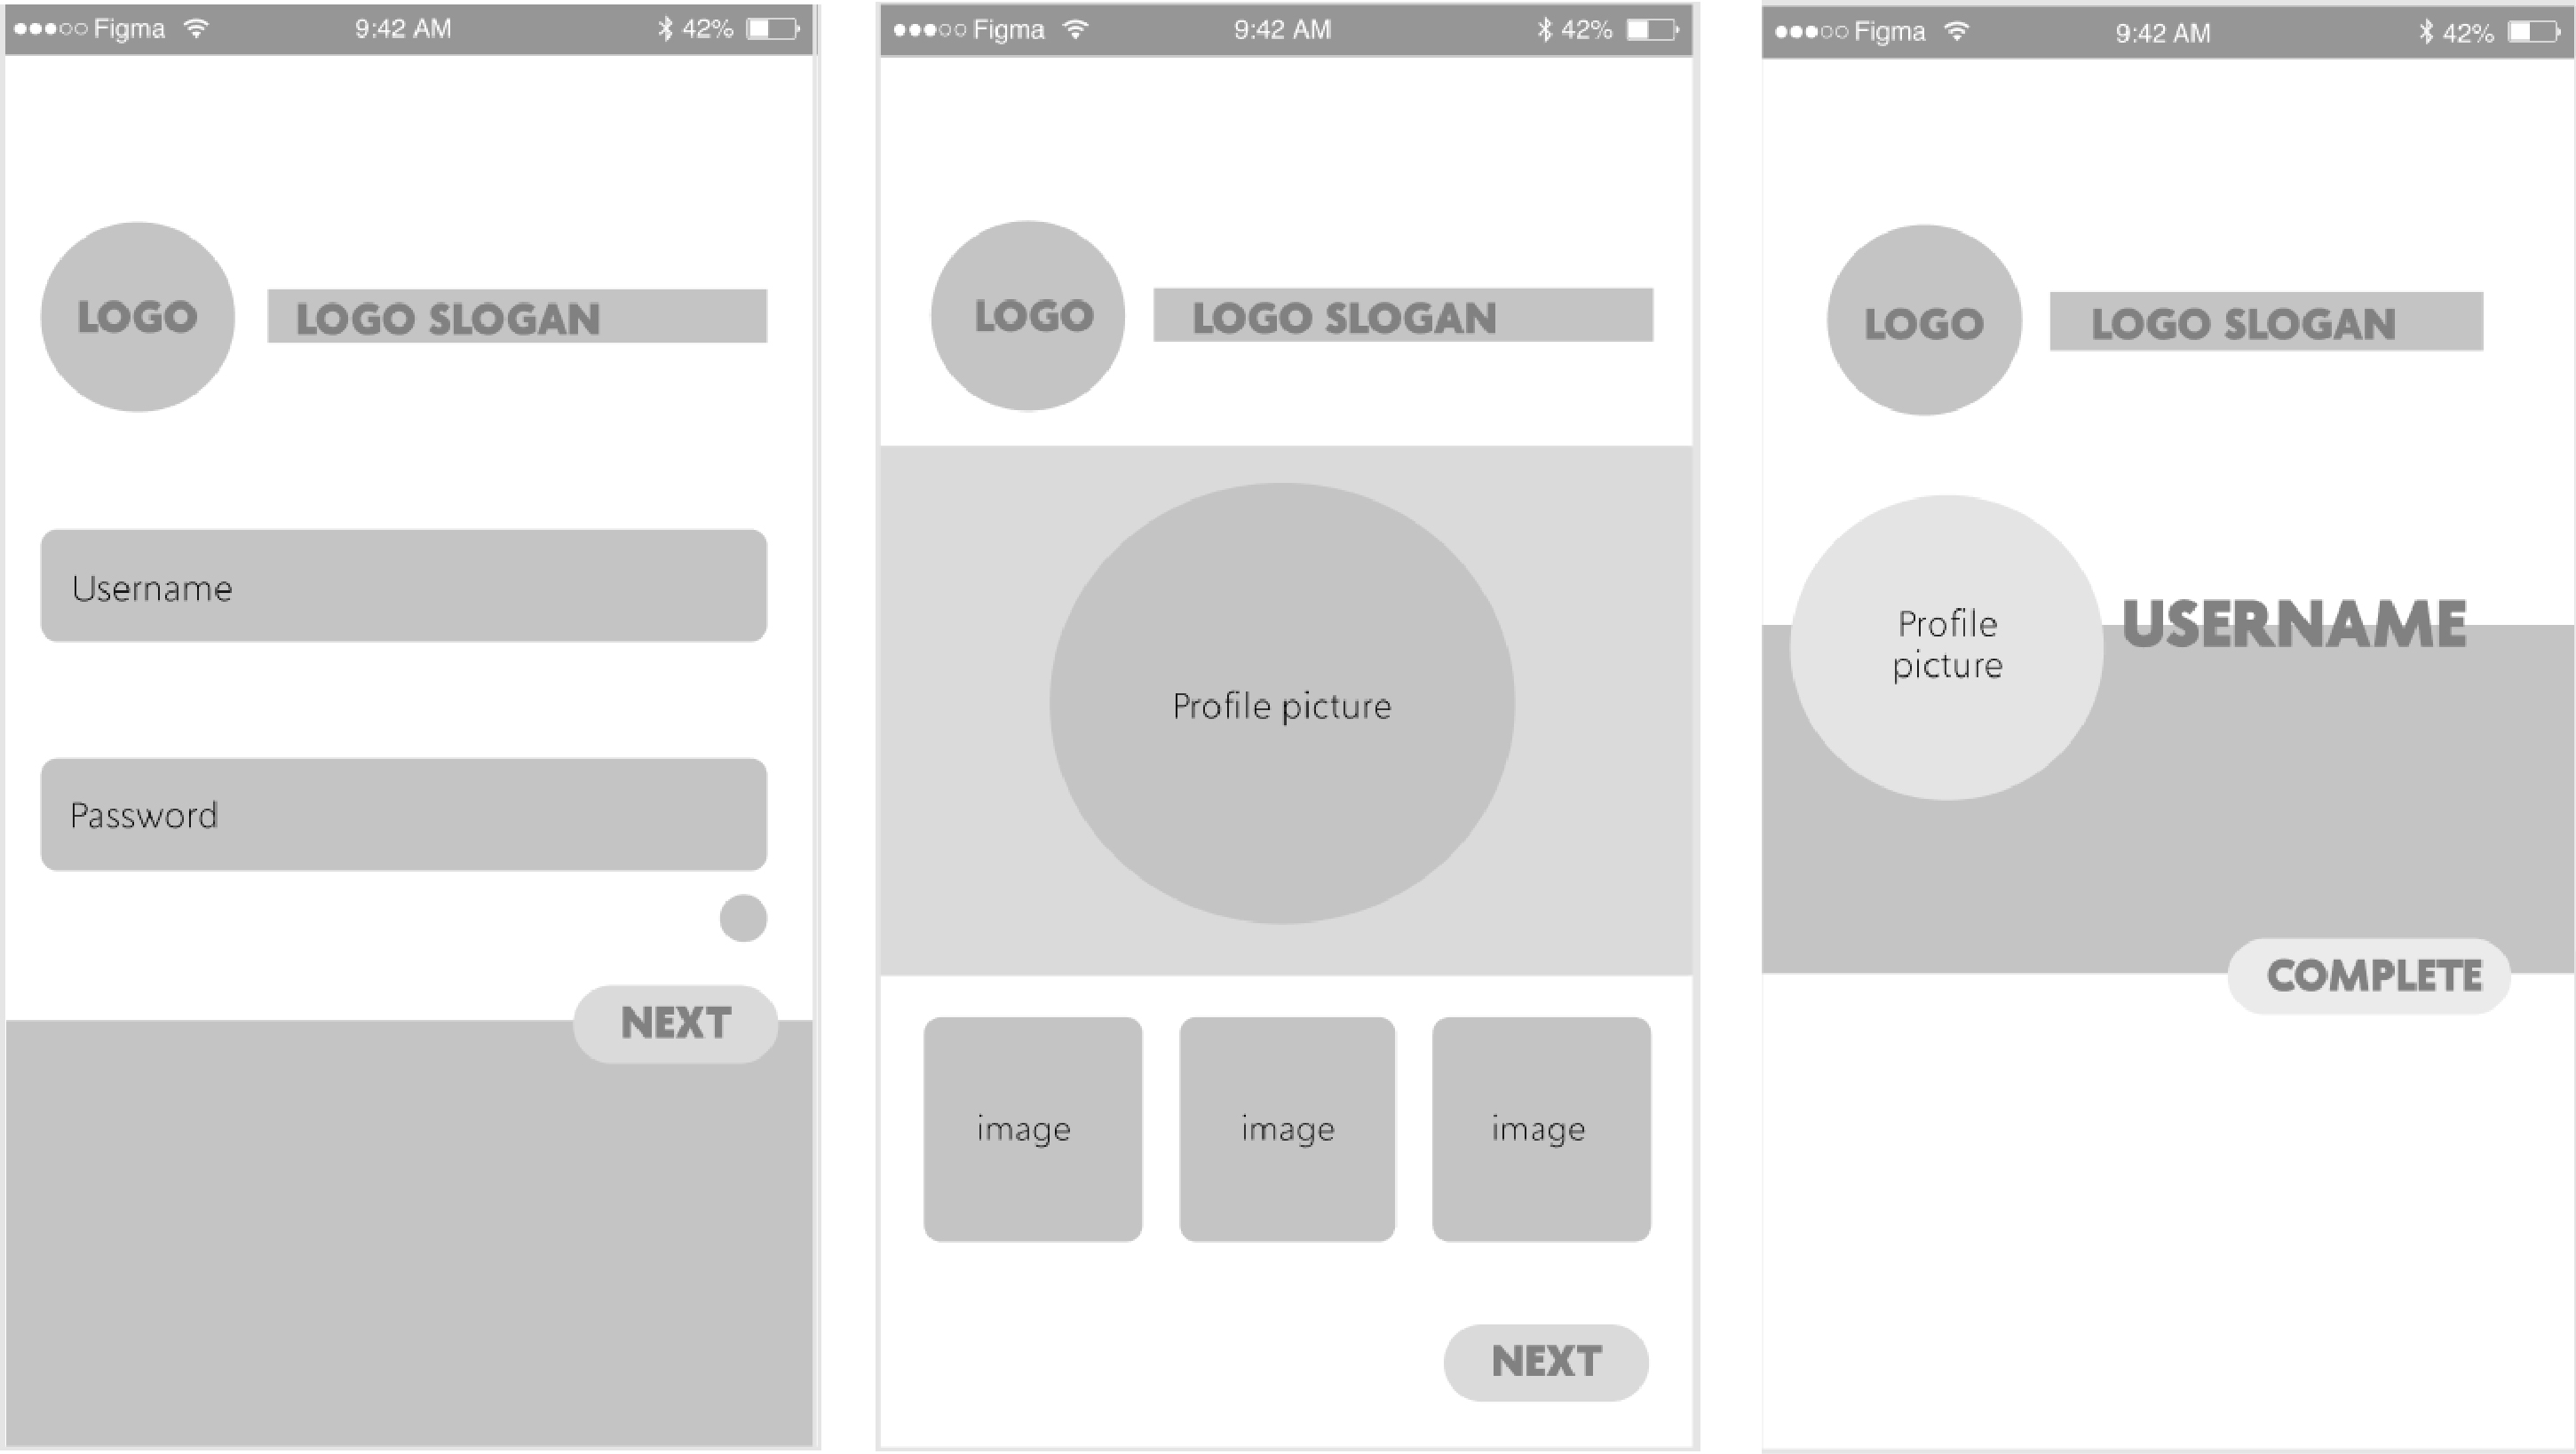 Figma 9:42 AM 42%
LOGO
LOGO SLOGAN
Username
Password
NEXT
Figma 9:42 AM 42%
LOGO
LOGO SLOGAN
Profile picture
image
image
image
NEXT
Figma 9:42 AM 42%
LOGO
LOGO SLOGAN
Profile
picture
USERNAME
COMPLETE